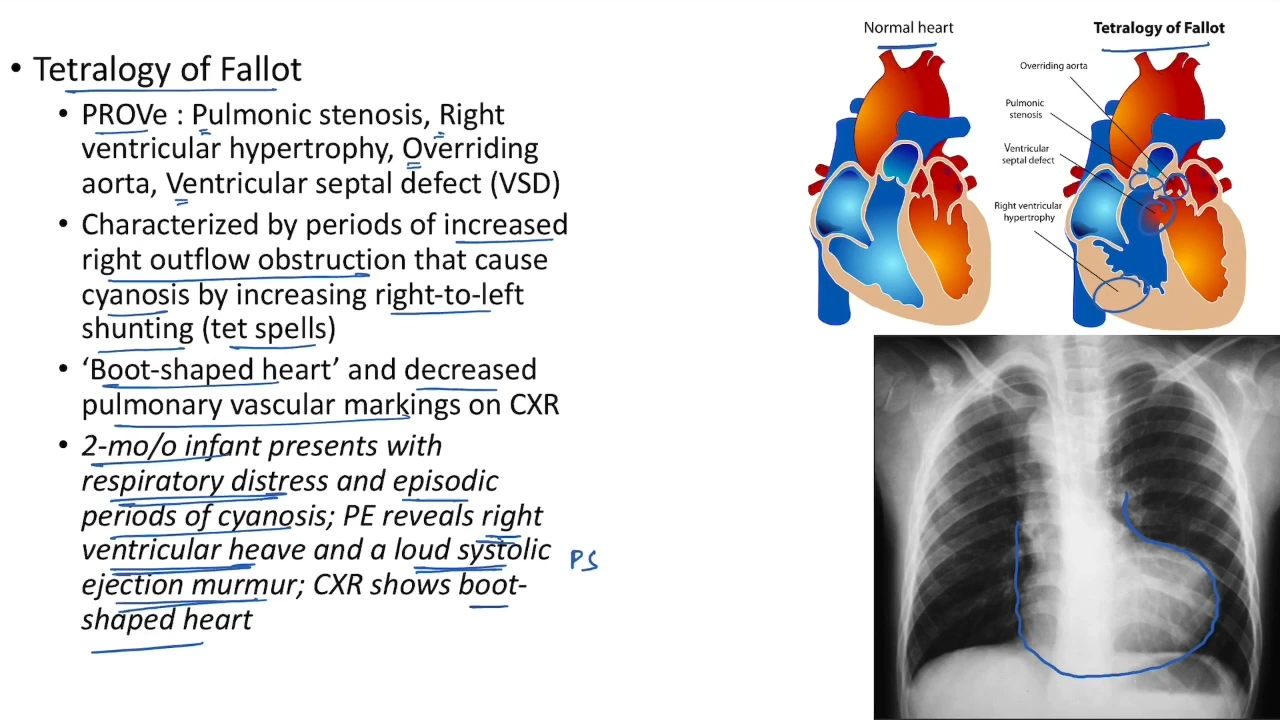 • Tetralogy of Fallot
• PROVe : Pulmonic stenosis, Right
ventricular hypertrophy, Overriding
aorta, Ventricular septal defect (VSD)
• Characterized by periods of increased
right outflow obstruction that cause
cyanosis by increasing right-to-left
shunting (tet spells)
• ‘Boot-shaped heart’ and decreased
pulmonary vascular markings on CXR
• 2-mo/o infant presents with
respiratory distress and episodic
periods of cyanosis; PE reveals right
ventricular heave and a loud systolic
ejection murmur; CXR shows boot-
shaped heart
PS
Normal heart
Tetralogy of Fallot
Overriding aorta
Pulmonic
stenosis
Ventricular
septal defect
Right ventricular
hypertrophy